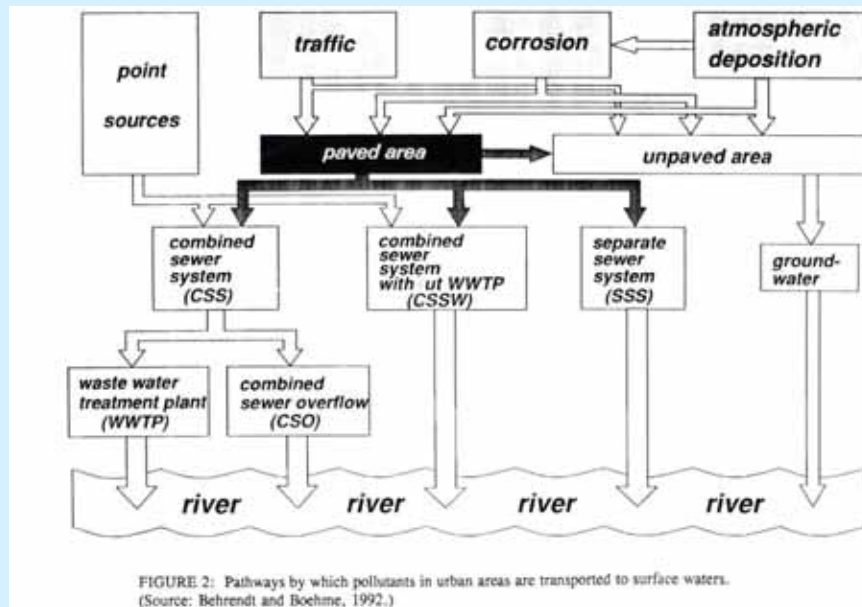 point
sources
traffic
corrosion
atmospheric
deposition
paved area
unpaved area
combined
sewer
system
(CSS)
combined
sewer
system
with ut WWTP
(CSSW)
separate
sewer
system
(SSS)
ground-
water
waste water
treatment plant
(WWTP)
combined
sewer overflow
(CSO)
river river river river
FIGURE 2: Pathways by which pollutants in urban areas are transported to surface waters.
(Source: Behrendt and Boehme, 1992.)